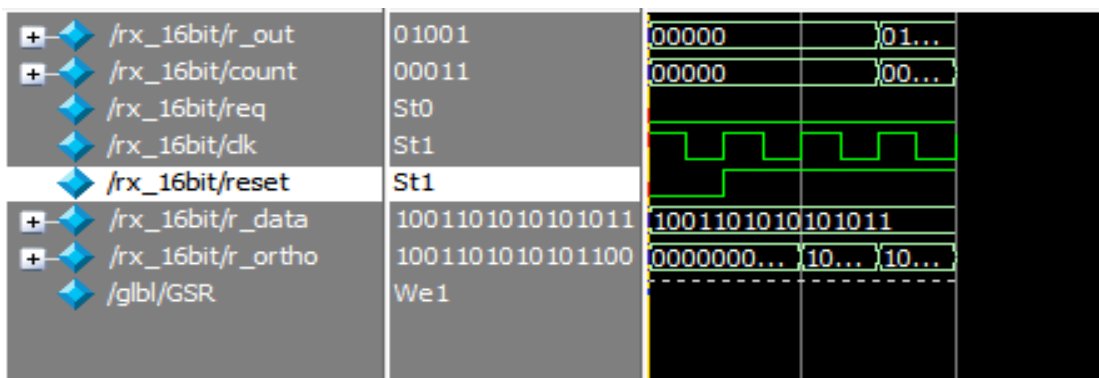 /rx_16bit/r_out 01001 00000 01...
/rx_16bit/count 00011 00000 00...
/rx_16bit/req St0
/rx_16bit/clk St1
/rx_16bit/reset St1
/rx_16bit/r_data 1001101010101011 1001101010101011
/rx_16bit/r_ortho 1001101010101100 0000000... 10... 10...
/glbl/GSR We1